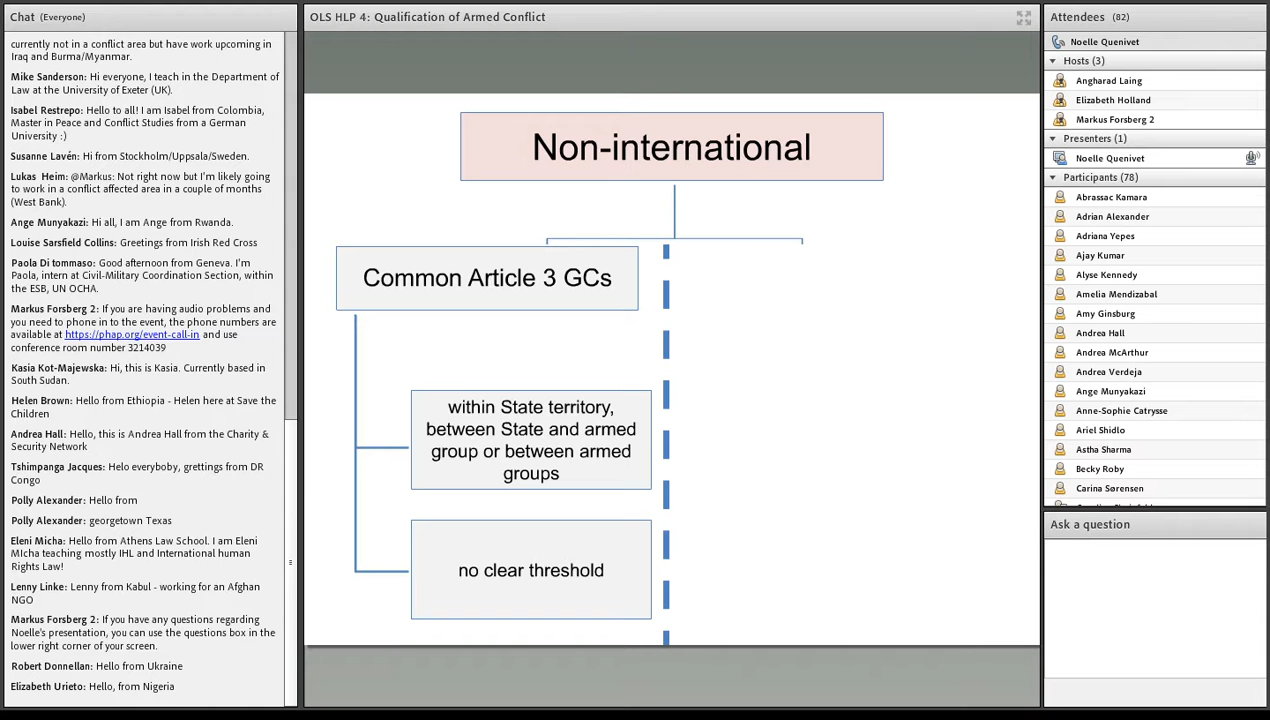 Chat (Everyone)
currently not in a conflict area but have work upcoming in
Iraq and Burma/Myanmar.
Mike Sanderson: Hi everyone, I teach in the Department of
Law at the University of Exeter (UK).
Isabel Restrepo: Hello to all! I am Isabel from Colombia,
Master in Peace and Conflict Studies from a German
University :)
Susanne Lavén: Hi from Stockholm/Uppsala/Sweden.
Lukas Heim: @Markus: Not right now but I'm likely going
to work in a conflict affected area in a couple of months
(West Bank).
Ange Munyakazi: Hi all, I am Ange from Rwanda.
Louise Sarsfield Collins: Greetings from Irish Red Cross
Paola Di tommaso: Good afternoon from Geneva. I'm
Paola, intern at Civil-Military Coordination Section, within
the ESB, UN OCHA.
Markus Forsberg 2: If you are having audio problems and
you need to phone in to the event, the phone numbers are
available at https://phap.org/event-call-in and use
conference room number 3214039
Kasia Kot-Majewska: Hi, this is Kasia. Currently based in
South Sudan.
Helen Brown: Hello from Ethiopia - Helen here at Save the
Children
Andrea Hall: Hello, this is Andrea Hall from the Charity &
Security Network
Tshimpanga Jacques: Helo everyboby, grettings from DR
Congo
Polly Alexander: Hello from
Polly Alexander: georgetown Texas
Eleni Micha: Hello from Athens Law School. I am Eleni
MIcha teaching mostly IHL and International human
Rights Law!
Lenny Linke: Lenny from Kabul - working for an Afghan
NGO
Markus Forsberg 2: If you have any questions regarding
Noelle's presentation, you can use the questions box in the
lower right corner of your screen.
Robert Donnellan: Hello from Ukraine
Elizabeth Urieto: Hello, from Nigeria
OLS HLP 4: Qualification of Armed Conflict
Non-international
Common Article 3 GCs
within State territory,
between State and armed
group or between armed
groups
no clear threshold
Attendees (82)
Noelle Quenivet
Hosts (3)
Angharad Laing
Elizabeth Holland
Markus Forsberg 2
Presenters (1)
Noelle Quenivet
Participants (78)
Abrassac Kamara
Adrian Alexander
Adriana Yepes
Ajay Kumar
Alyse Kennedy
Amelia Mendizabal
Amy Ginsburg
Andrea Hall
Andrea McArthur
Andrea Verdeja
Ange Munyakazi
Anne-Sophie Catrysse
Ariel Shidlo
Astha Sharma
Becky Roby
Carina Sørensen
Ask a question